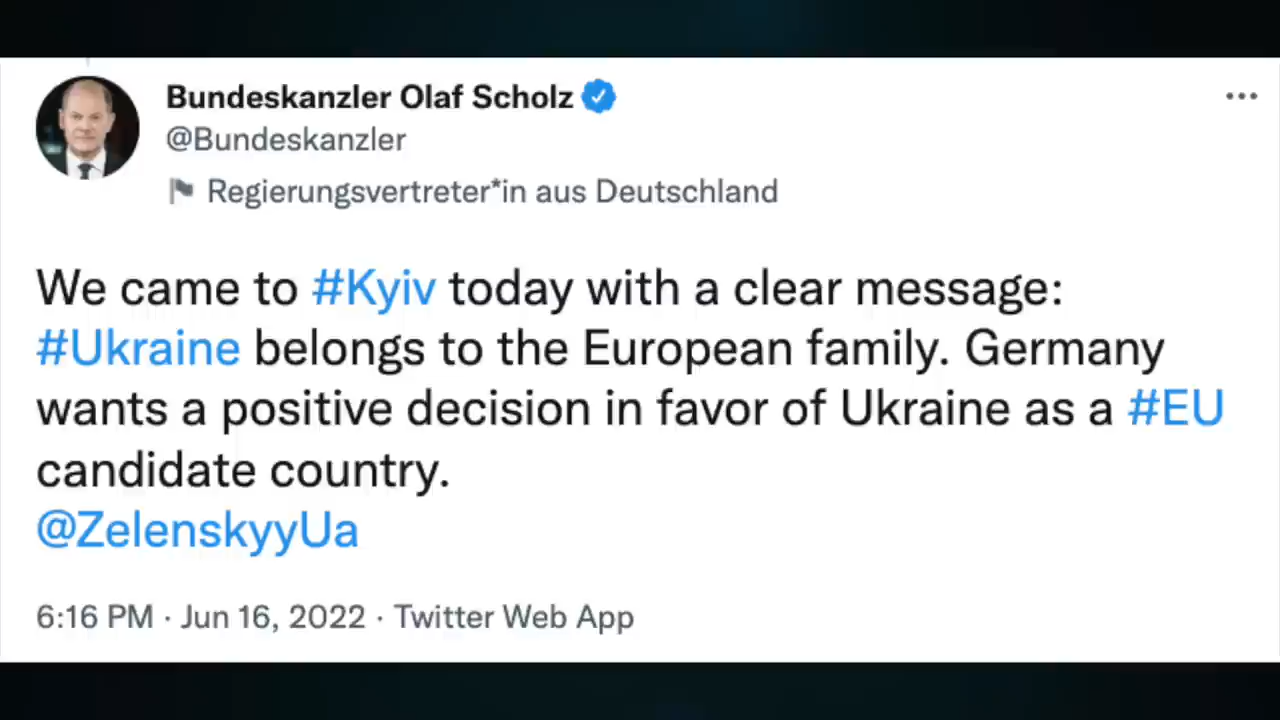 Bundeskanzler Olaf Scholz
@Bundeskanzler
Regierungsvertreter*in aus Deutschland
We came to #Kyiv today with a clear message:
#Ukraine belongs to the European family. Germany
wants a positive decision in favor of Ukraine as a #EU
candidate country.
@ZelenskyyUa
6:16 PM · Jun 16, 2022 · Twitter Web App